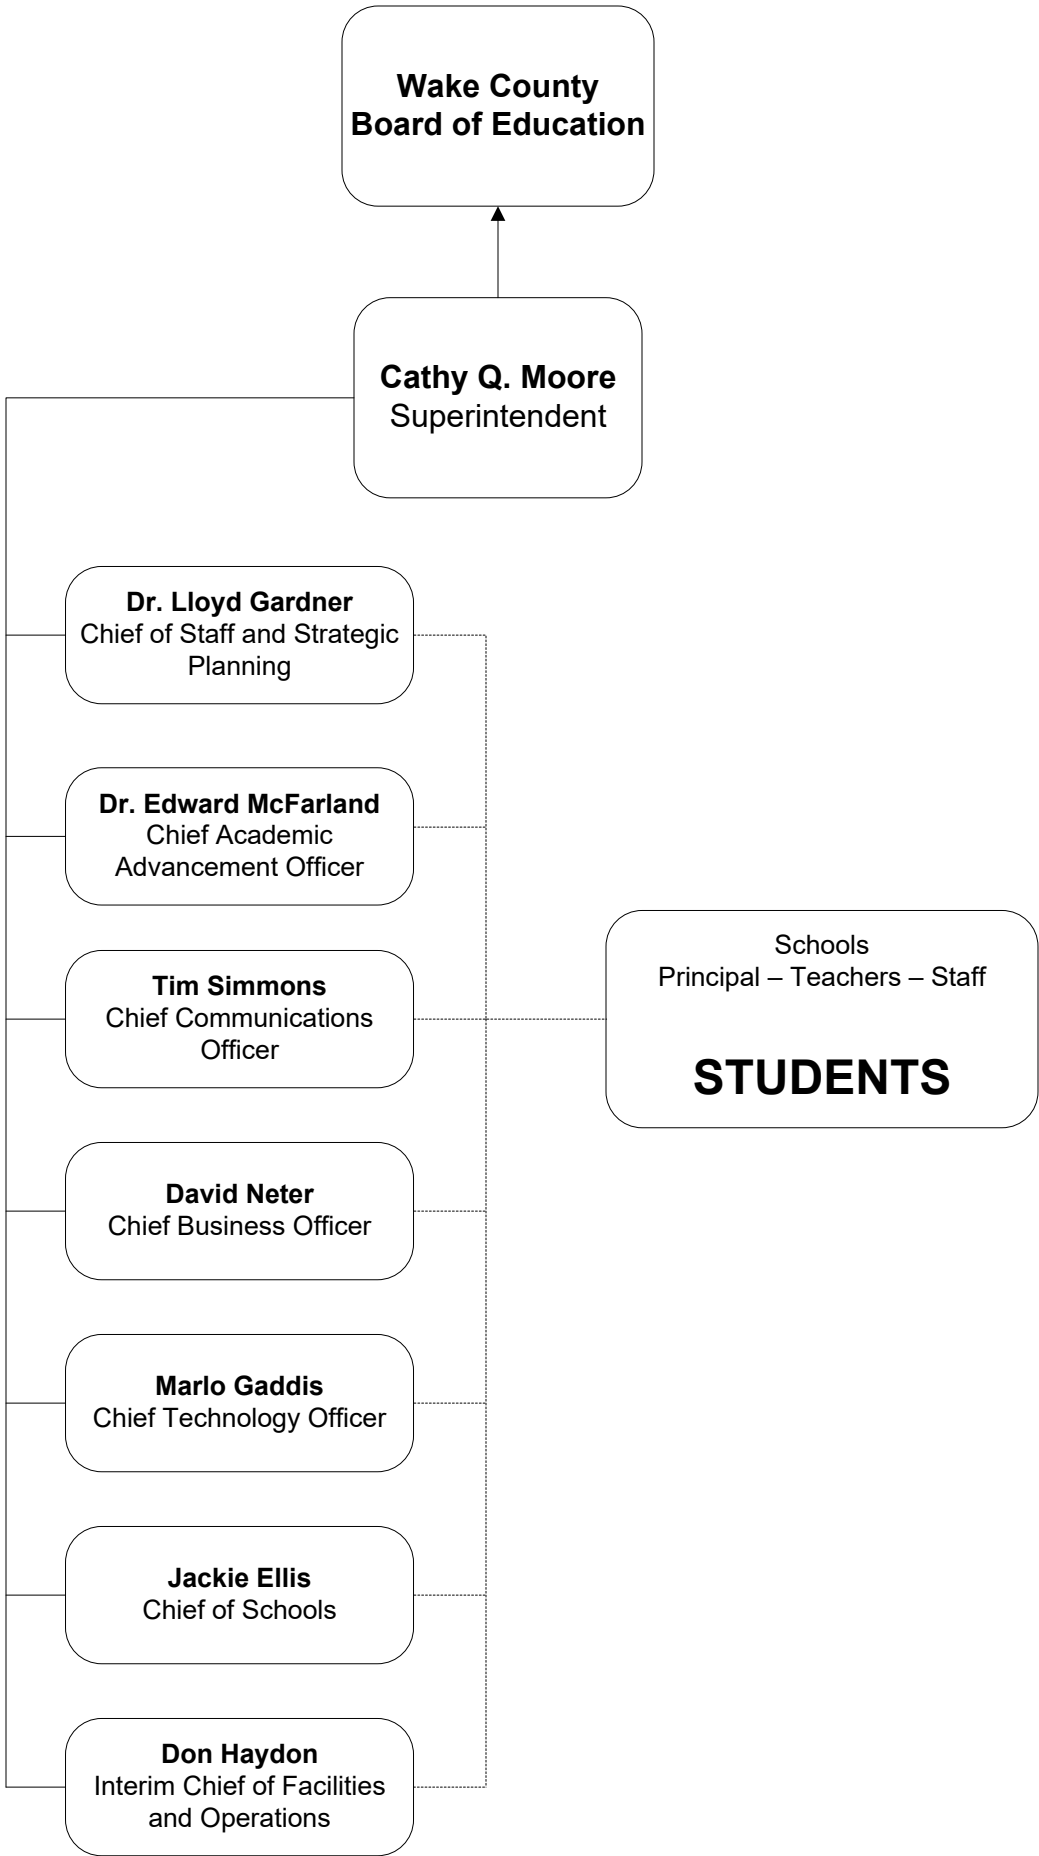 Wake County
Board of Education
Cathy Q. Moore
Superintendent
Dr. Lloyd Gardner
Chief of Staff and Strategic
Planning
Dr. Edward McFarland
Chief Academic
Advancement Officer
Tim Simmons
Chief Communications
Officer
David Neter
Chief Business Officer
Marlo Gaddis
Chief Technology Officer
Jackie Ellis
Chief of Schools
Don Haydon
Interim Chief of Facilities
and Operations
Schools
Principal – Teachers – Staff
STUDENTS